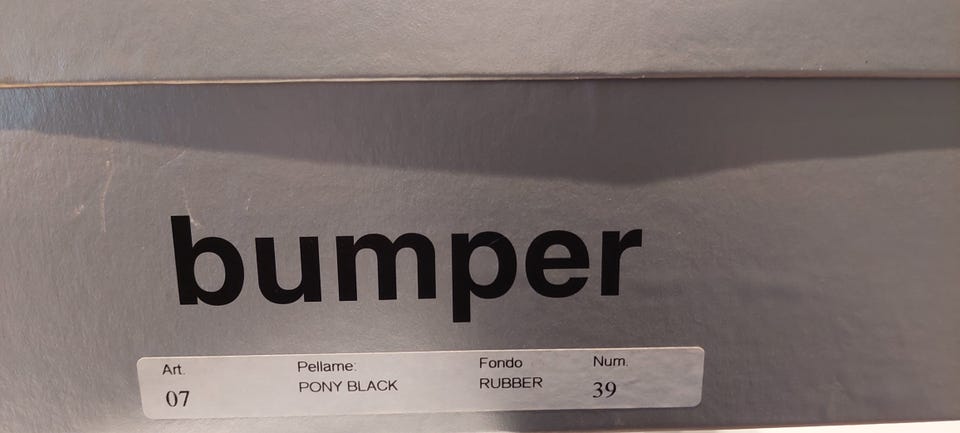 bumper
Art. Pellame: Fondo Num.
07 PONY BLACK RUBBER 39